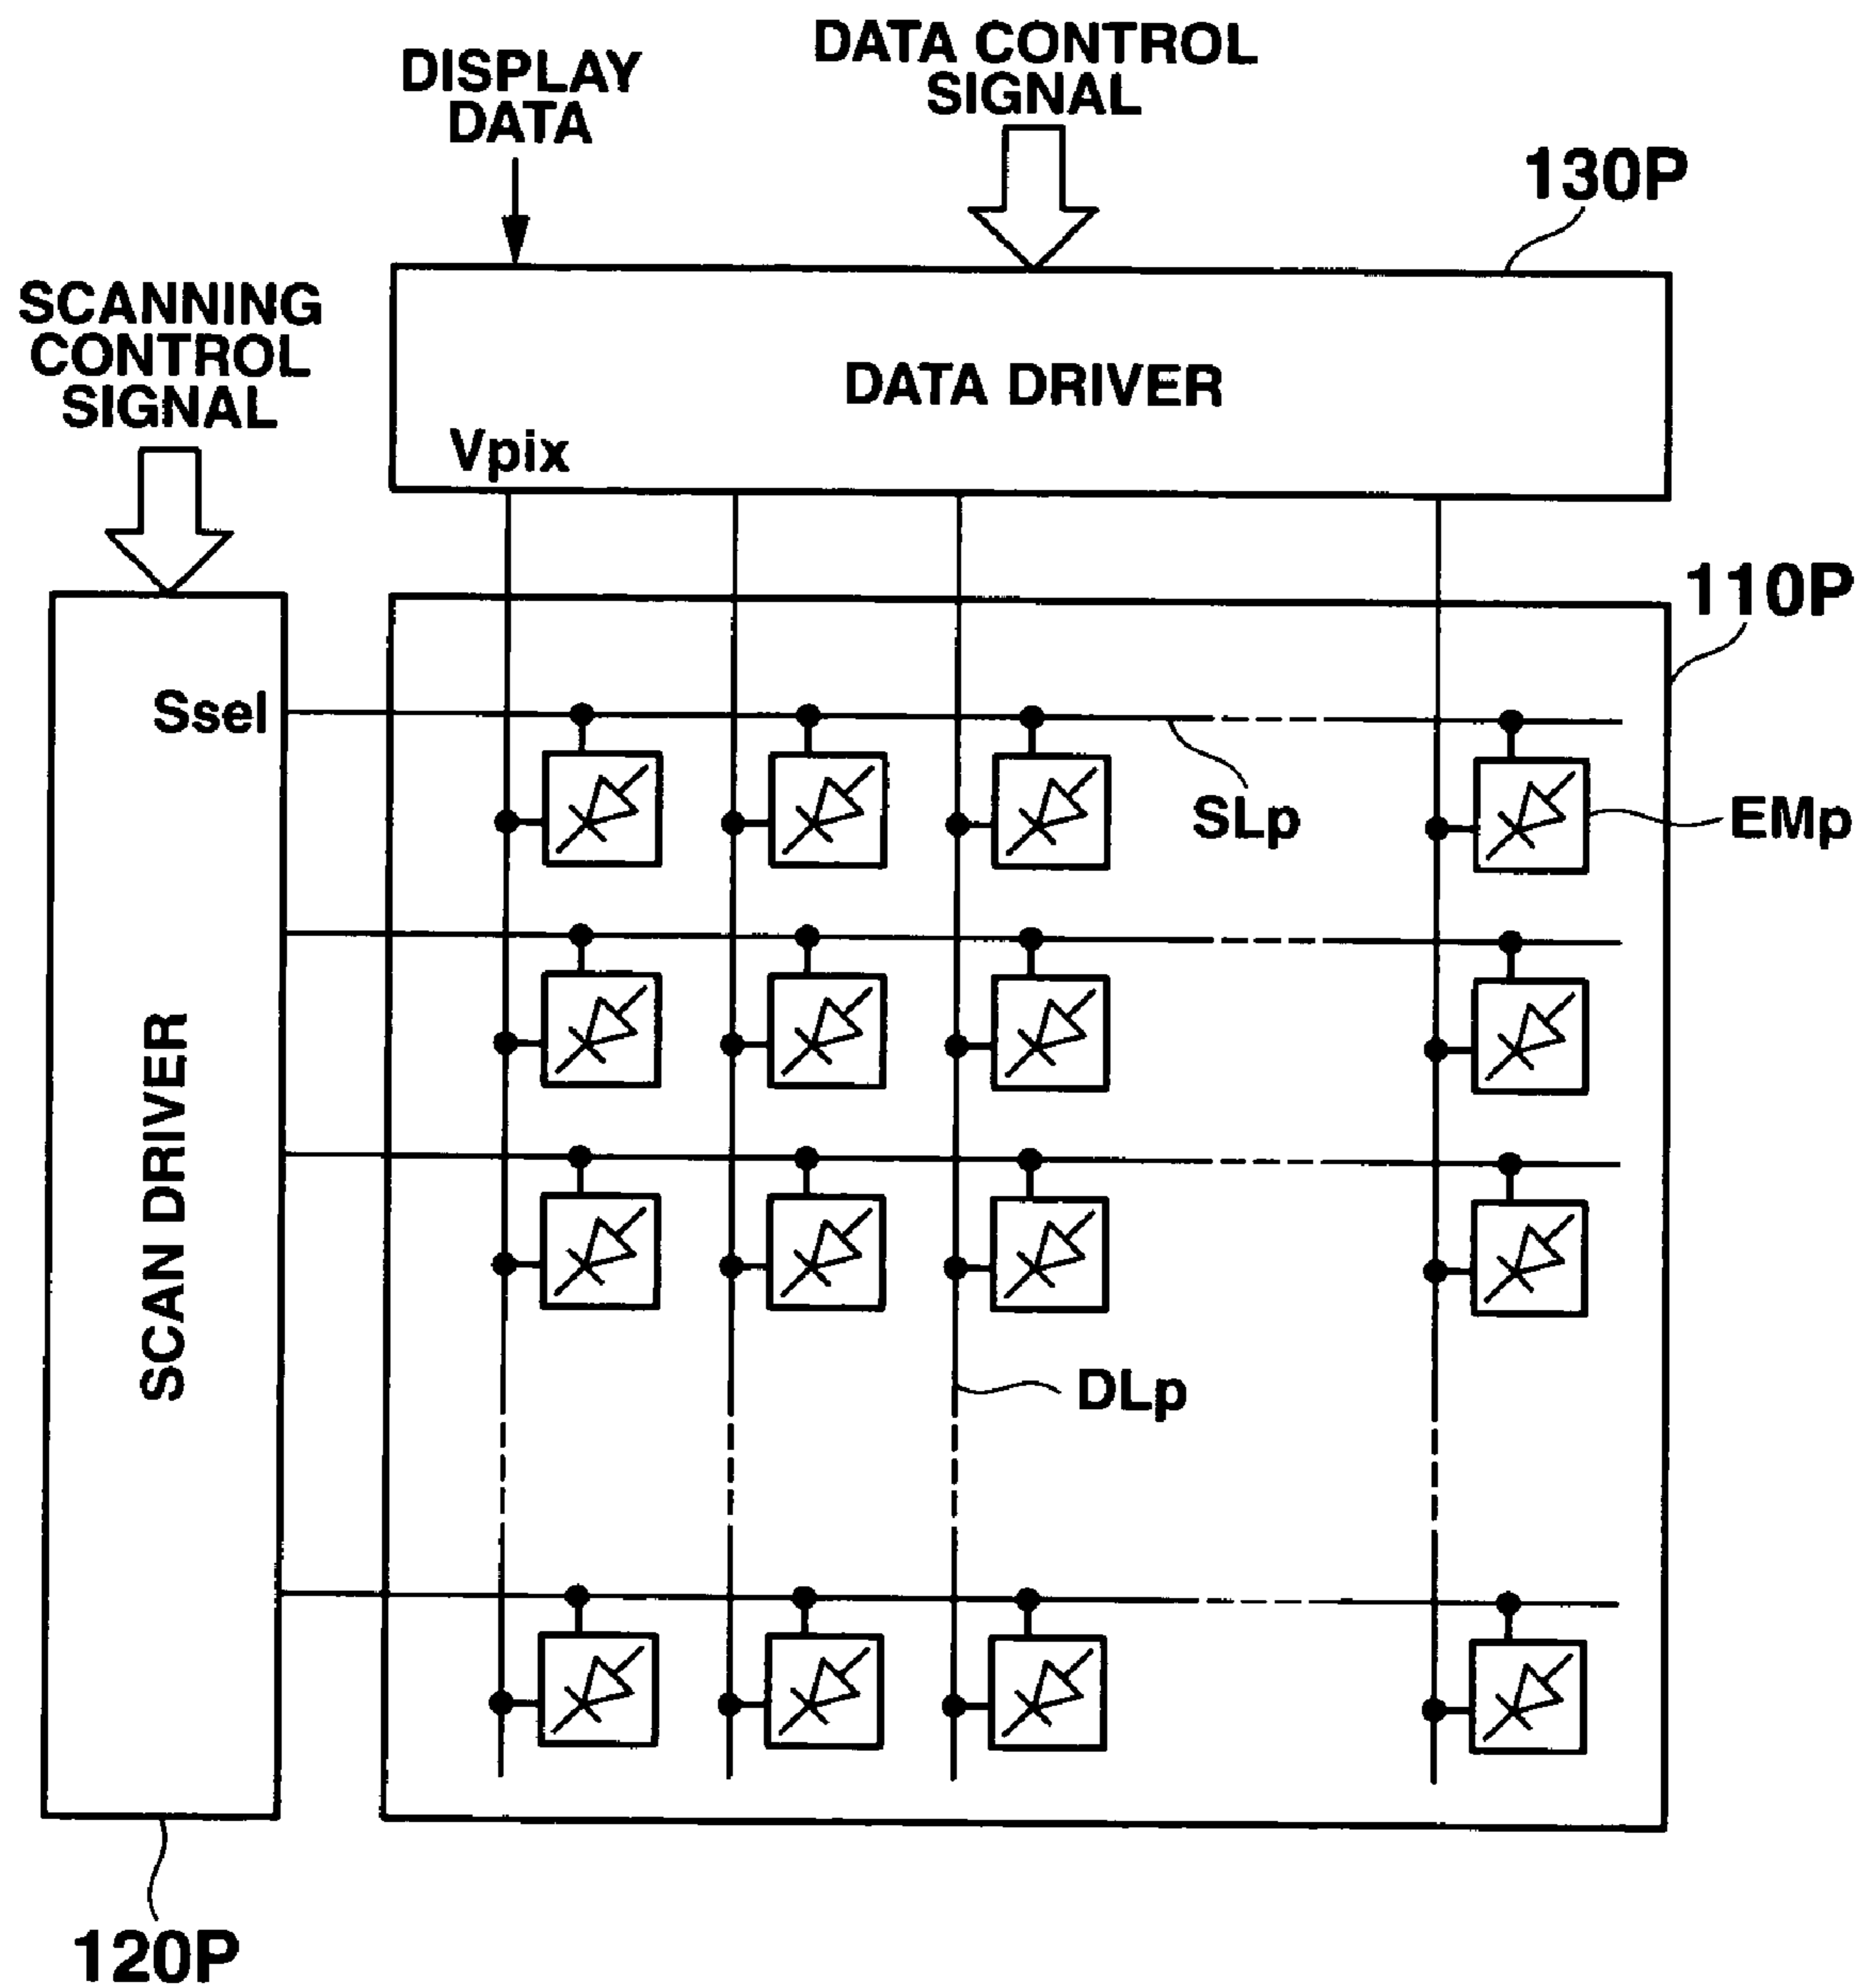 DISPLAY
DATA
DATA CONTROL
SIGNAL
130P
SCANNING
CONTROL
SIGNAL
DATA DRIVER
Vpix
110P
Ssel
SLp
EMp
SCAN DRIVER
DLp
120P